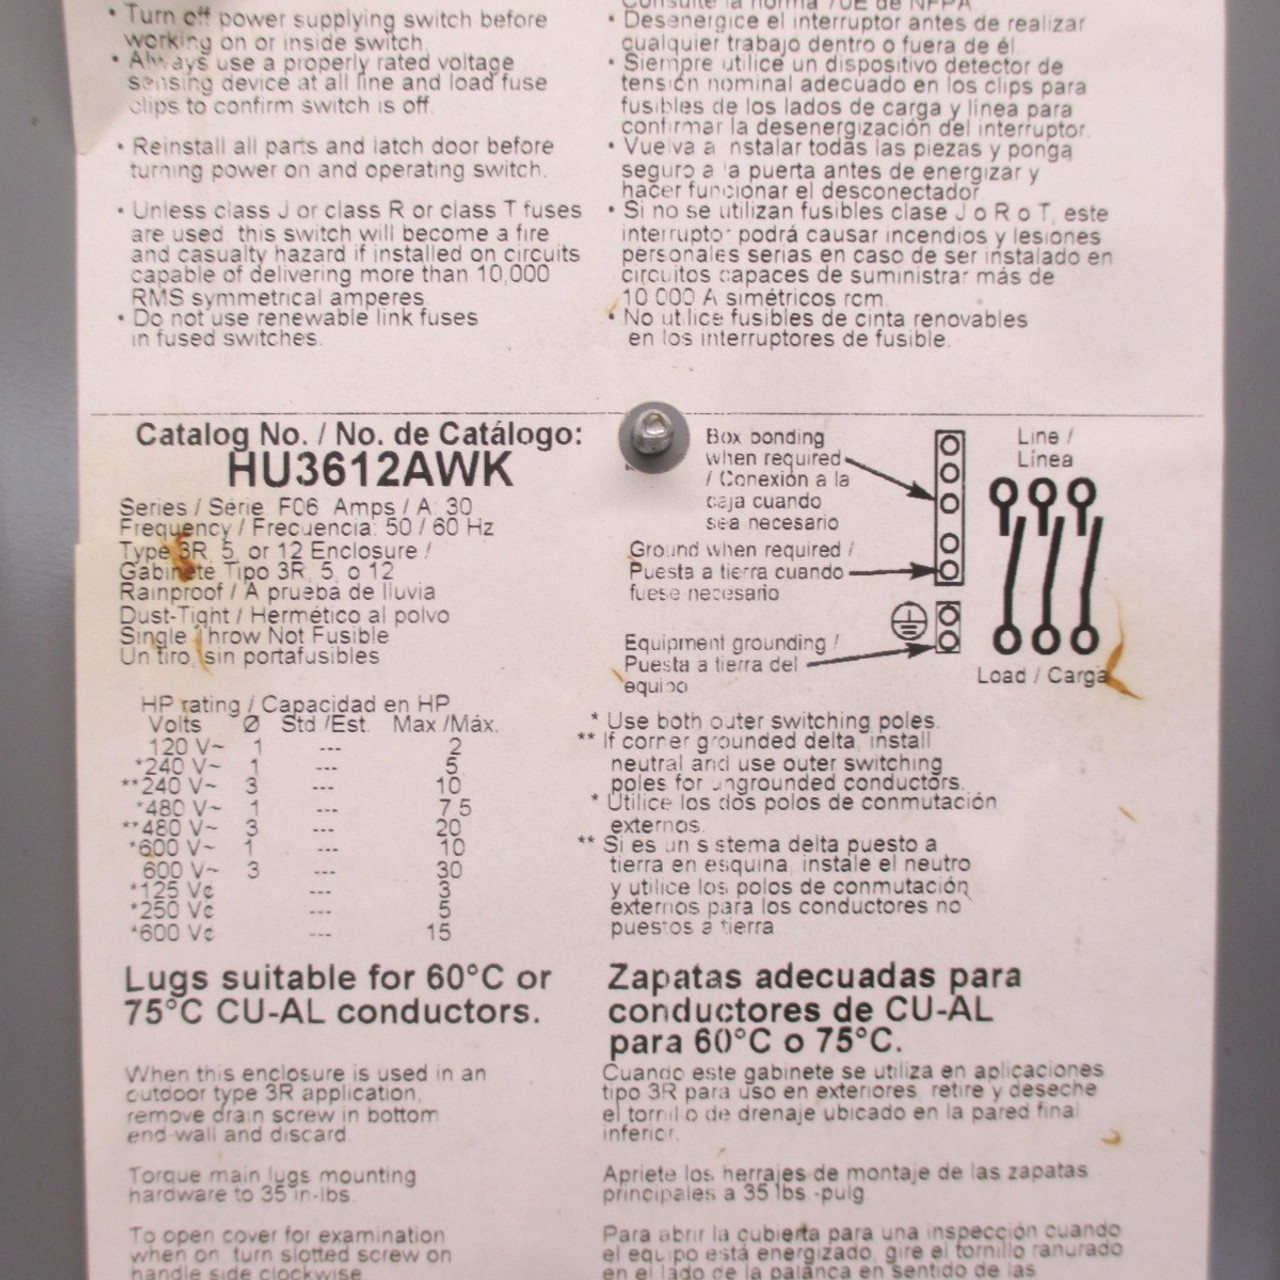 • Turn off power supplying switch before
working on or inside switch.
• Always use a properly rated voltage
sensing device at all line and load fuse
clips to confirm switch is off.
• Reinstall all parts and latch door before
turning power on and operating switch.
• Unless class J or class R or class T fuses
are used this switch will become a fire
and casualty hazard if installed on circuits
capable of delivering more than 10,000
RMS symmetrical amperes.
• Do not use renewable link fuses
in fused switches.
Consulte la norma 70E de NFPA
• Desenergice el interruptor antes de realizar
cualquier trabajo dentro o fuera de él.
• Siempre utilice un dispositivo detector de
tensión nominal adecuado en los clips para
fusibles de los lados de carga y línea para
confirmar la desenergización del interruptor.
• Vuelva a instalar todas las piezas y ponga
seguro a la puerta antes de energizar y
hacer funcionar el desconectador.
• Si no se utilizan fusibles clase J o R o T, este
interruptor podrá causar incendios y lesiones
personales serias en caso de ser instalado en
circuitos capaces de suministrar más de
10 000 A simétricos rcm.
• No utilice fusibles de cinta renovables
en los interruptores de fusible.
Catalog No. / No. de Catálogo:
HU3612AWK
Series / Serie F06 Amps / A: 30
Frequency / Frecuencia: 50 / 60 Hz
Type 3R, 5, or 12 Enclosure /
Gabinete Tipo 3R, 5, o 12
Rainproof / A prueba de lluvia
Dust-Tight / Hermético al polvo
Single Throw Not Fusible
Un tiro, sin portafusibles
Box bonding
when required
/ Conexión a la
caja cuando
sea necesario
Ground when required /
Puesta a tierra cuando
fuese necesario
Equipment grounding /
Puesta a tierra del
equipo
Line /
Línea
Load / Carga
HP rating / Capacidad en HP
Volts Ø Std./Est. Max./Máx.
120 V~ 1 --- 2
*240 V~ 1 --- 5
**240 V~ 3 --- 10
*480 V~ 1 --- 7.5
**480 V~ 3 --- 20
*600 V~ 1 --- 10
600 V~ 3 --- 30
*125 Vc --- 3
*250 Vc --- 5
*600 Vc --- 15
* Use both outer switching poles.
** If corner grounded delta, install
neutral and use outer switching
poles for ungrounded conductors.
* Utilice los dos polos de conmutación
externos.
** Si es un sistema delta puesto a
tierra en esquina, instale el neutro
y utilice los polos de conmutación
externos para los conductores no
puestos a tierra
Lugs suitable for 60°C or
75°C CU-AL conductors.
Zapatas adecuadas para
conductores de CU-AL
para 60°C o 75°C.
When this enclosure is used in an
outdoor type 3R application,
remove drain screw in bottom
end wall and discard.
Torque main lugs mounting
hardware to 35 in-lbs.
To open cover for examination
when on, turn slotted screw on
handle side clockwise.
Cuando este gabinete se utiliza en aplicaciones
tipo 3R para uso en exteriores, retire y deseche
el tornillo de drenaje ubicado en la pared final
inferior.
Apriete los herrajes de montaje de las zapatas
principales a 35 lbs.-pulg
Para abrir la cubierta para una inspección cuando
el equipo está energizado, gire el tornillo ranurado
en el lado de la palanca en sentido de las